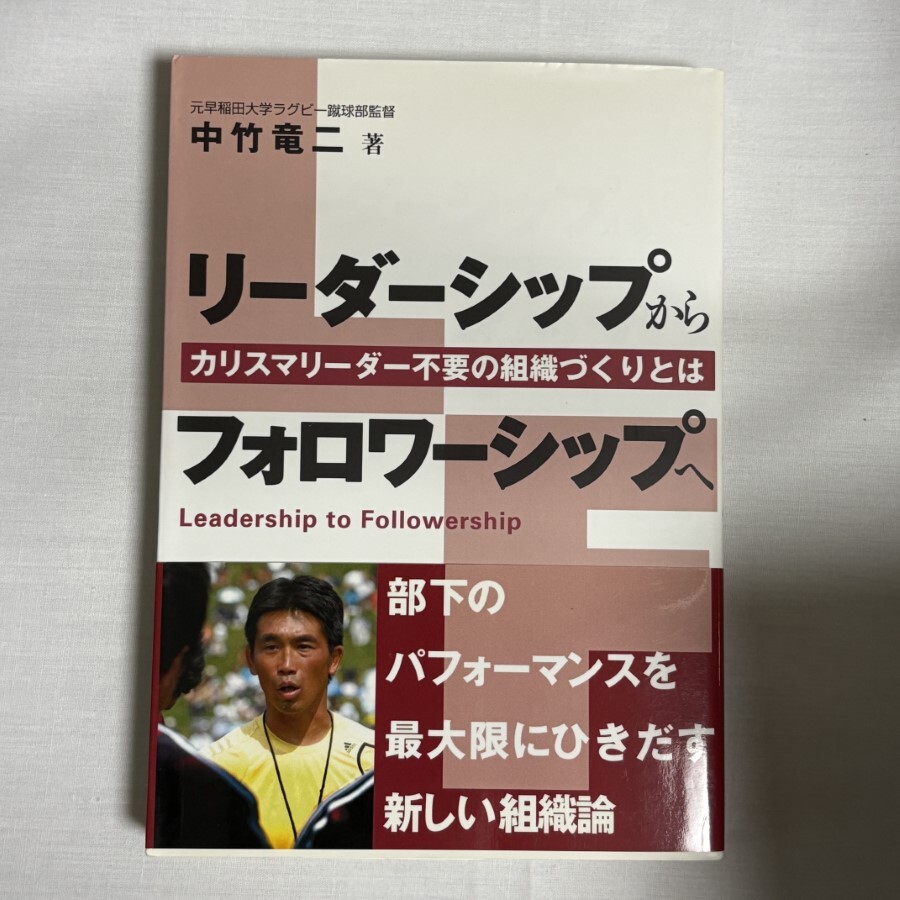 元早稲田大学ラグビー蹴球部監督
中竹竜二 著
リーダーシップから
カリスマリーダー不要の組織づくりとは
フォロワーシップへ
Leadership to Followership
部下の
パフォーマンスを
最大限にひきだす
新しい組織論